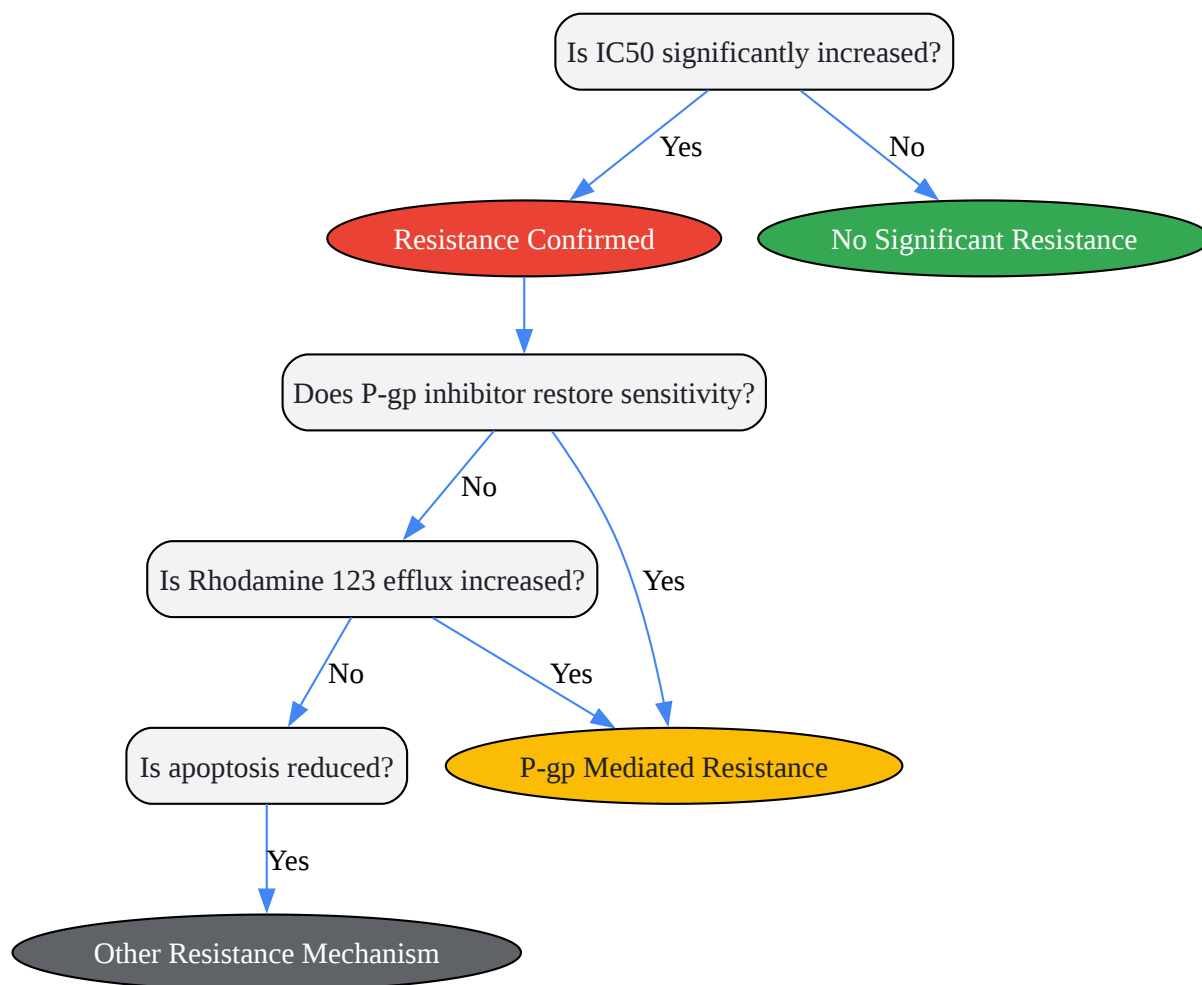 Is IC50 significantly increased?
Yes
No
Resistance Confirmed
No Significant Resistance
Does P-gp inhibitor restore sensitivity?
No
Is Rhodamine 123 efflux increased?
Yes
No
Yes
Is apoptosis reduced?
P-gp Mediated Resistance
Yes
Other Resistance Mechanism